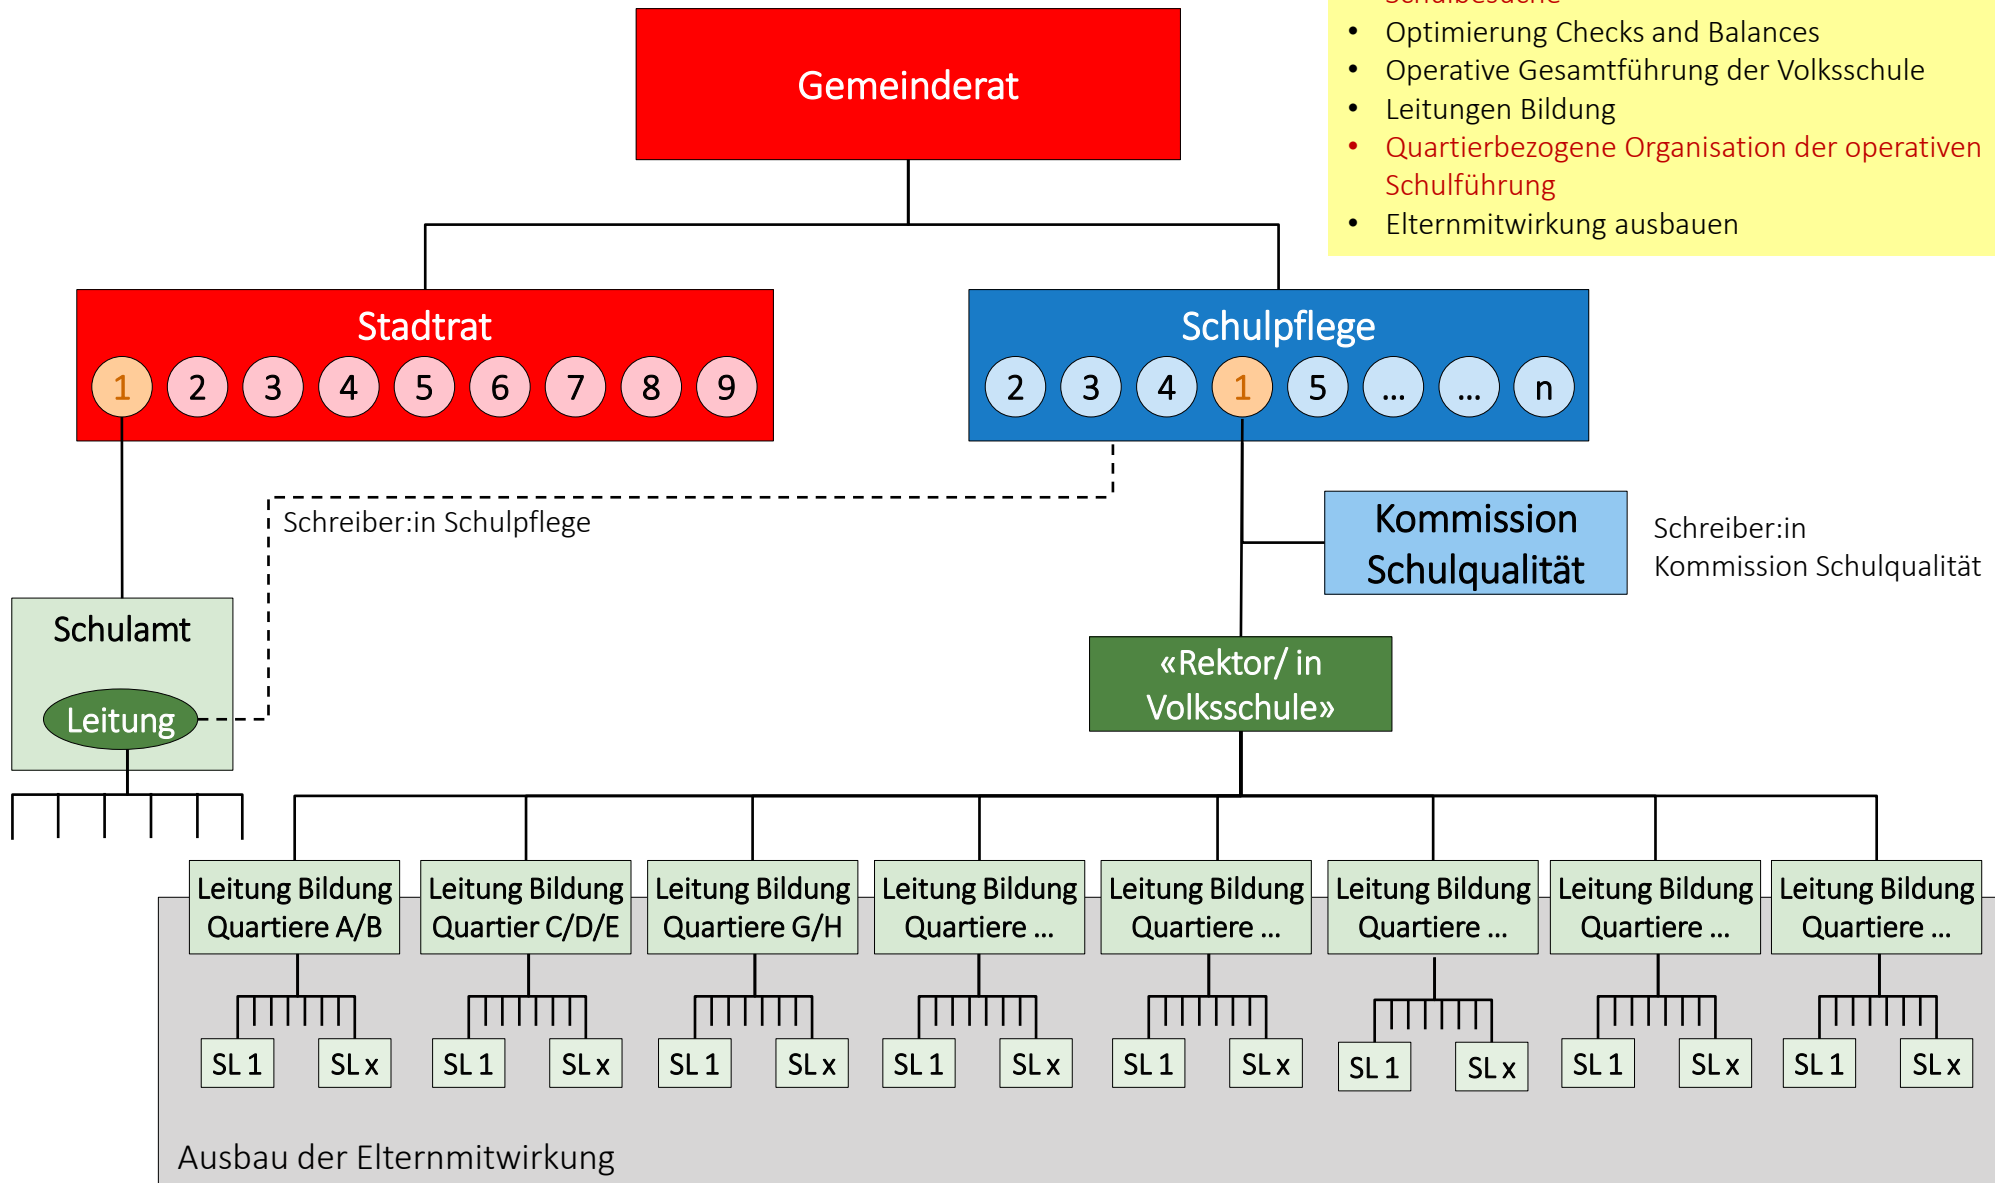 Schulbesuche
• Optimierung Checks and Balances
• Operative Gesamtführung der Volksschule
• Leitungen Bildung
• Quartierbezogene Organisation der operativen
Schulführung
• Elternmitwirkung ausbauen
Gemeinderat
Stadtrat
1 2 3 4 5 6 7 8 9
Schulpflege
2 3 4 1 5 ... ... n
Schreiber:in Schulpflege
Kommission
Schulqualität
Schreiber:in
Kommission Schulqualität
Schulamt
Leitung
«Rektor/ in
Volksschule»
Leitung Bildung
Quartiere A/B
Leitung Bildung
Quartier C/D/E
Leitung Bildung
Quartiere G/H
Leitung Bildung
Quartiere ...
Leitung Bildung
Quartiere ...
Leitung Bildung
Quartiere ...
Leitung Bildung
Quartiere ...
Leitung Bildung
Quartiere ...
SL 1 SL x
SL 1 SL x
SL 1 SL x
SL 1 SL x
SL 1 SL x
SL 1 SL x
SL 1 SL x
SL 1 SL x
Ausbau der Elternmitwirkung